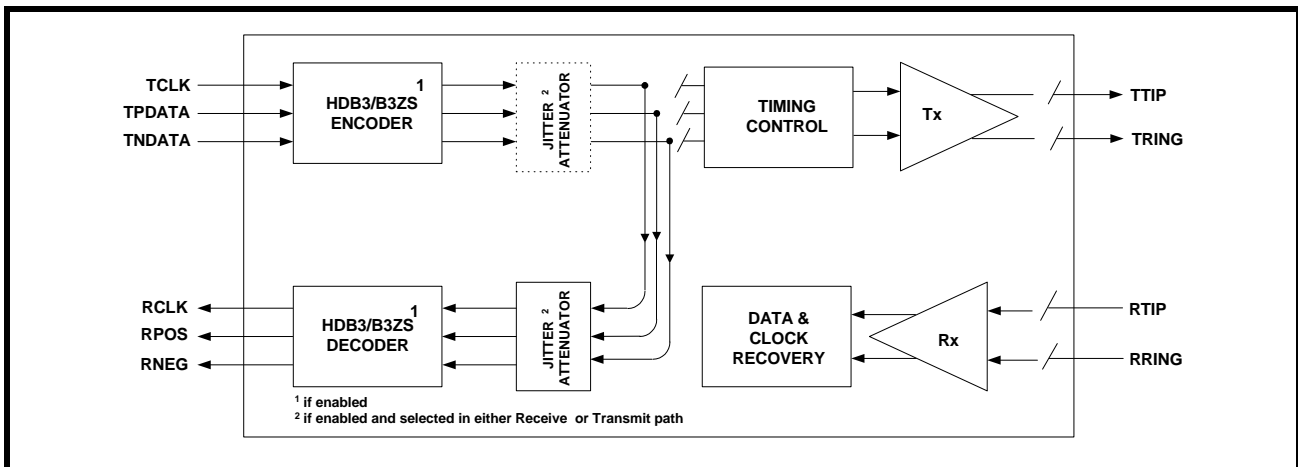 TCLK
TPDATA
TNDATA
HDB3/B3ZS 1
ENCODER
JITTER 2
ATTENUATOR
TIMING
CONTROL
Tx
TTIP
TRING
RCLK
RPOS
RNEG
HDB3/B3ZS 1
DECODER
JITTER 2
ATTENUATOR
DATA &
CLOCK
RECOVERY
Rx
RTIP
RRING
1 if enabled
2 if enabled and selected in either Receive or Transmit path